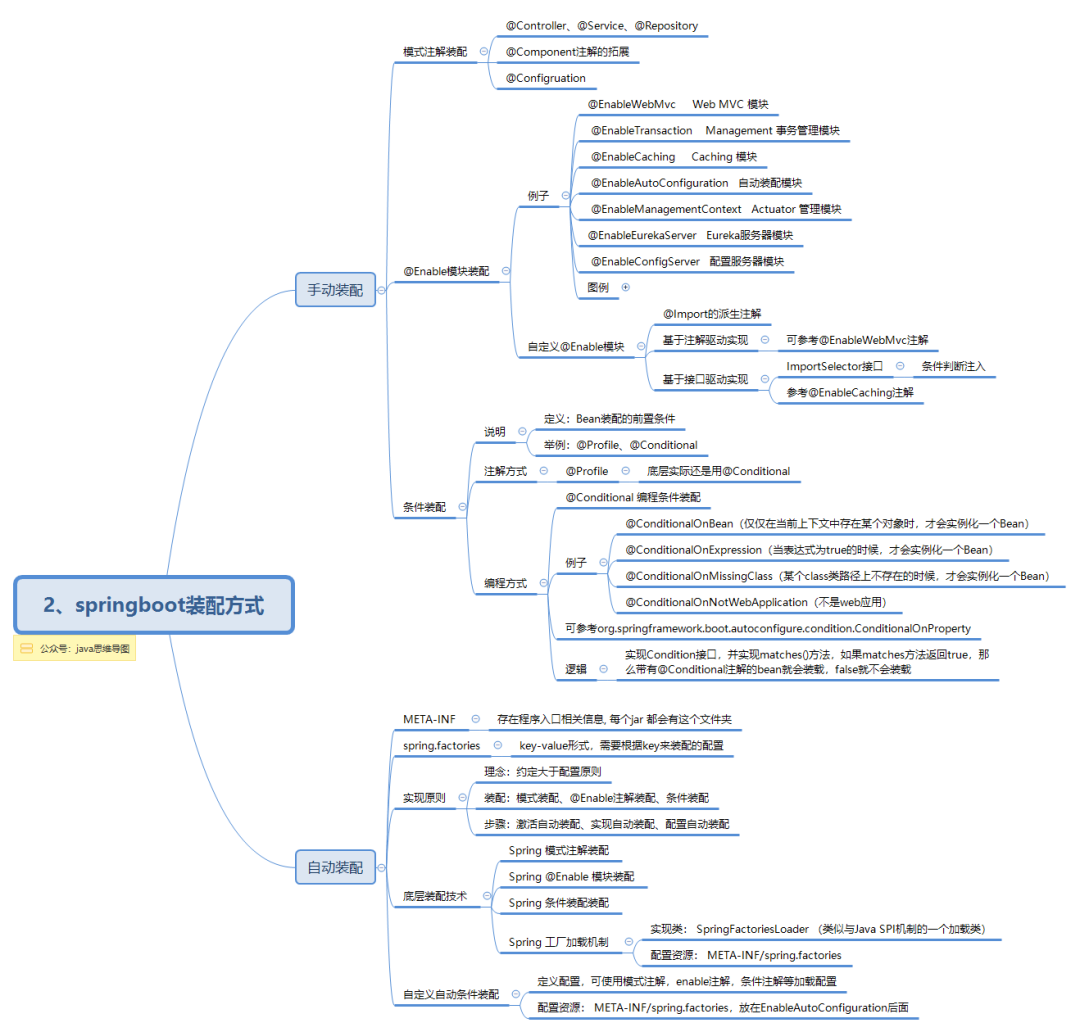 2、springboot装配方式
公众号：java思维导图
手动装配
模式注解装配
@Controller、@Service、@Repository
@Component注解的拓展
@Configruation
@Enable模块装配
例子
@EnableWebMvc Web MVC 模块
@EnableTransaction Management 事务管理模块
@EnableCaching Caching 模块
@EnableAutoConfiguration 自动装配模块
@EnableManagementContext Actuator 管理模块
@EnableEurekaServer Eureka服务器模块
@EnableConfigServer 配置服务器模块
图例
自定义@Enable模块
@Import的派生注解
基于注解驱动实现
可参考@EnableWebMvc注解
基于接口驱动实现
ImportSelector接口
条件判断注入
参考@EnableCaching注解
条件装配
说明
定义：Bean装配的前置条件
举例：@Profile、@Conditional
注解方式
@Profile
底层实际还是用@Conditional
编程方式
@Conditional 编程条件装配
例子
@ConditionalOnBean（仅仅在当前上下文中存在某个对象时，才会实例化一个Bean）
@ConditionalOnExpression（当表达式为true的时候，才会实例化一个Bean）
@ConditionalOnMissingClass（某个class类路径上不存在的时候，才会实例化一个Bean）
@ConditionalOnNotWebApplication（不是web应用）
可参考org.springframework.boot.autoconfigure.condition.ConditionalOnProperty
逻辑
实现Condition接口，并实现matches()方法，如果matches方法返回true，那
么带有@Conditional注解的bean就会装载，false就不会装载
自动装配
META-INF
存在程序入口相关信息, 每个jar 都会有这个文件夹
spring.factories
key-value形式，需要根据key来装配的配置
实现原则
理念：约定大于配置原则
装配：模式装配、@Enable注解装配、条件装配
步骤：激活自动装配、实现自动装配、配置自动装配
底层装配技术
Spring 模式注解装配
Spring @Enable 模块装配
Spring 条件装配装配
Spring 工厂加载机制
实现类： SpringFactoriesLoader （类似与Java SPI机制的一个加载类）
配置资源： META-INF/spring.factories
自定义自动条件装配
定义配置，可使用模式注解，enable注解，条件注解等加载配置
配置资源： META-INF/spring.factories，放在EnableAutoConfiguration后面